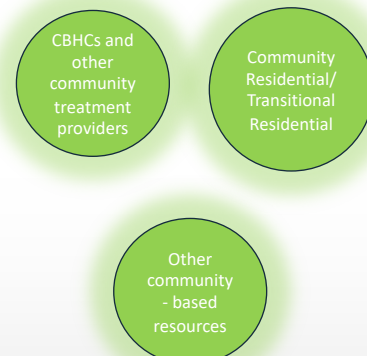 CBHCs and
other
community
treatment
providers
Community
Residential/
Transitional
Residential
Other
community
- based
resources